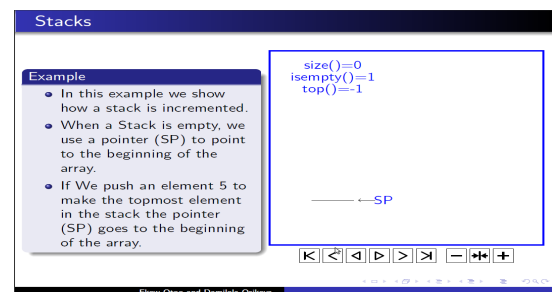 Stacks
Example
In this example we show
how a stack is incremented.
When a Stack is empty, we
use a pointer (SP) to point
to the beginning of the
array.
If We push an element 5 to
make the topmost element
in the stack the pointer
(SP) goes to the beginning
of the array.
size()=0
isempty()=1
top()=-1
←SP